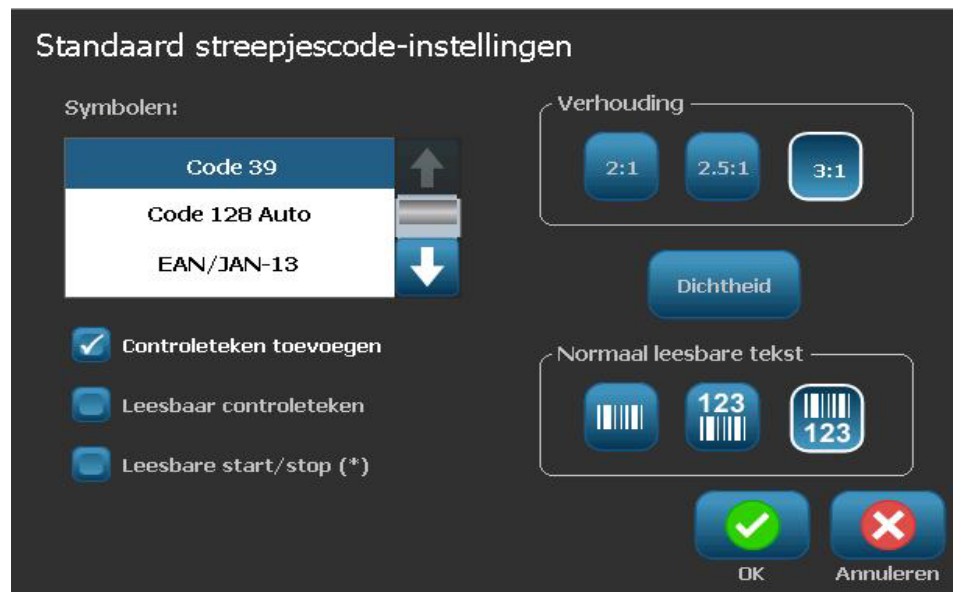 Standaard streepjescode-instellingen
Symbolen:
Code 39
Code 128 Auto
EAN/JAN-13
Controleteken toevoegen
Leesbaar controleteken
Leesbare start/stop (*)
Verhouding
2:1 2.5:1 3:1
Dichtheid
Normaal leesbare tekst
123
123
OK Annuleren